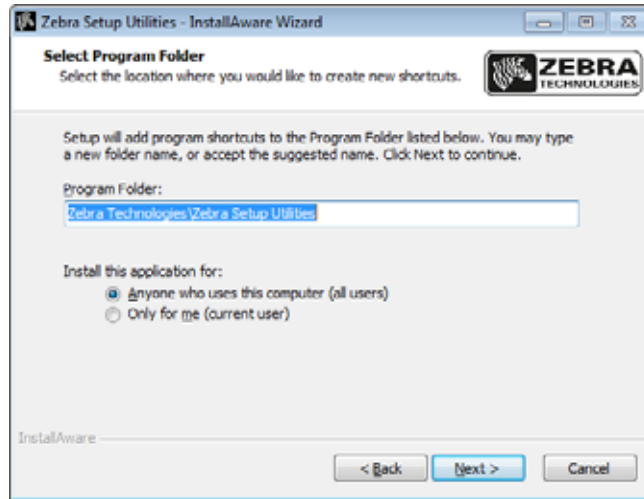 Zebra Setup Utilities - InstallAware Wizard
Select Program Folder
Select the location where you would like to create new shortcuts.
ZEBRA
TECHNOLOGIES
Setup will add program shortcuts to the Program Folder listed below. You may type
a new folder name, or accept the suggested name. Click Next to continue.
Program Folder:
Zebra Technologies\Zebra Setup Utilities
Install this application for:
Anyone who uses this computer (all users)
Only for me (current user)
InstallAware
< Back
Next >
Cancel